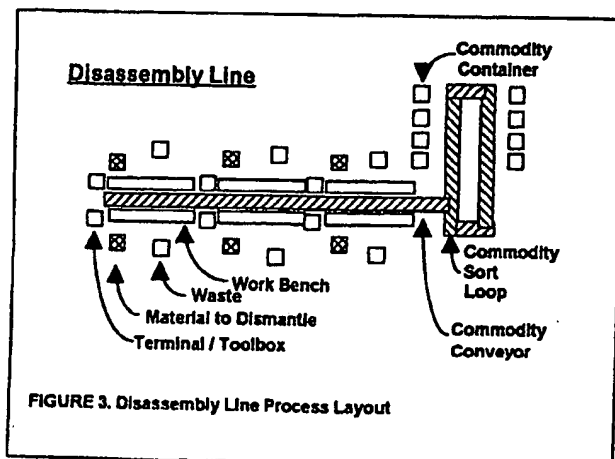 Disassembly Line
Commodity
Container
Work Bench
Waste
Material to Dismantle
Terminal / Toolbox
Commodity
Sort
Loop
Commodity
Conveyor
FIGURE 3. Disassembly Line Process Layout